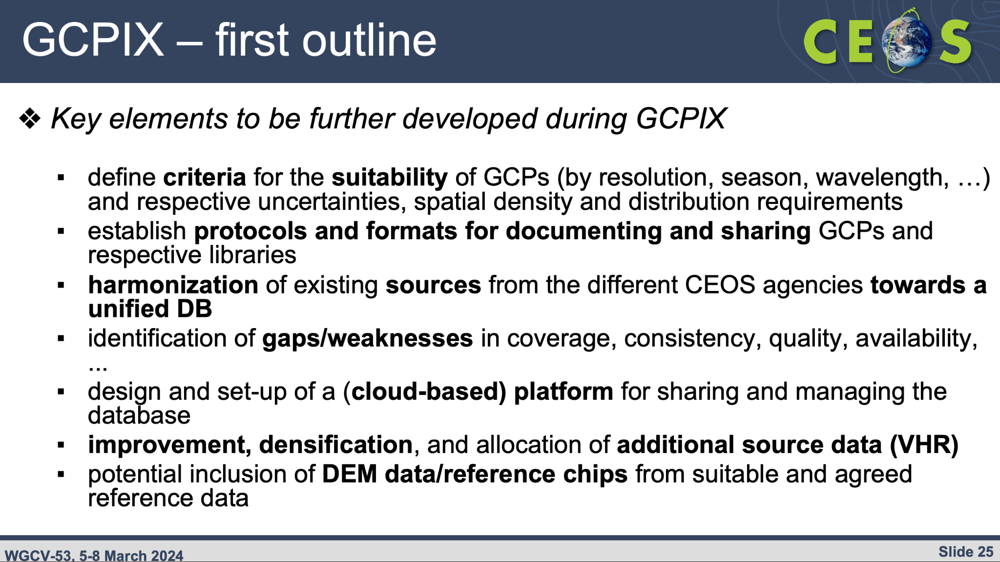 GCPIX – first outline
CEOS
❖ Key elements to be further developed during GCPIX
▪ define criteria for the suitability of GCPs (by resolution, season, wavelength, …)
and respective uncertainties, spatial density and distribution requirements
▪ establish protocols and formats for documenting and sharing GCPs and
respective libraries
▪ harmonization of existing sources from the different CEOS agencies towards a
unified DB
▪ identification of gaps/weaknesses in coverage, consistency, quality, availability,
...
▪ design and set-up of a (cloud-based) platform for sharing and managing the
database
▪ improvement, densification, and allocation of additional source data (VHR)
▪ potential inclusion of DEM data/reference chips from suitable and agreed
reference data
WGCV-53, 5-8 March 2024
Slide 25